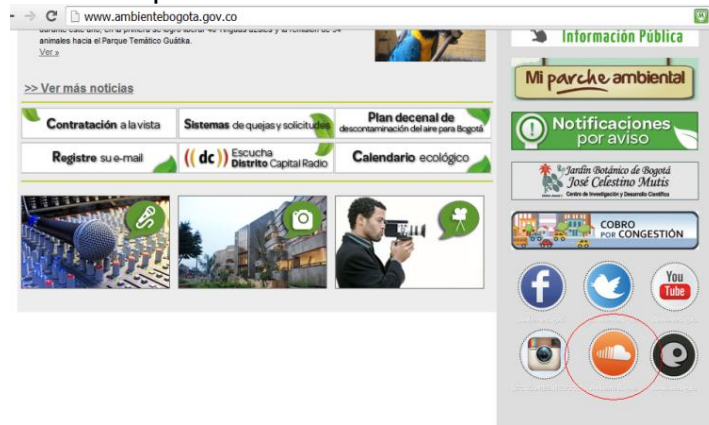 www.ambientebogota.gov.co
animales hacia el Parque Temático Guátika.
Ver »
>> Ver más noticias
Contratación a la vista
Sistemas de quejas y solicitudes
Plan decenal de
descontaminación del aire para Bogotá
Registre su e-mail
((dc)) Escucha
Distrito Capital Radio
Calendario ecológico
Información Pública
Mi parche ambiental
Notificaciones
por aviso
Jardín Botánico de Bogotá
José Celestino Mutis
Centro de Investigación y Desarrollo Científico
COBRO
POR CONGESTIÓN
f
You
Tube